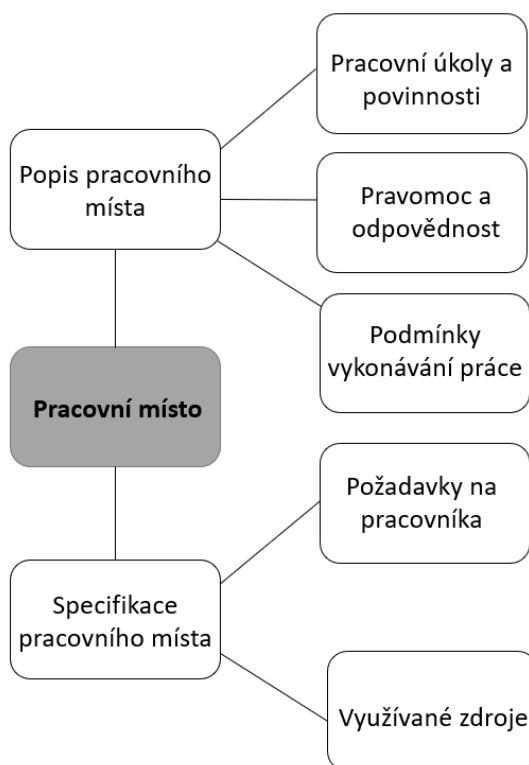 Pracovní úkoly a
povinnosti
Popis pracovního
místa
Pravomoc a
odpovědnost
Podmínky
vykonávání práce
Pracovní místo
Požadavky na
pracovníka
Specifikace
pracovního místa
Využívané zdroje